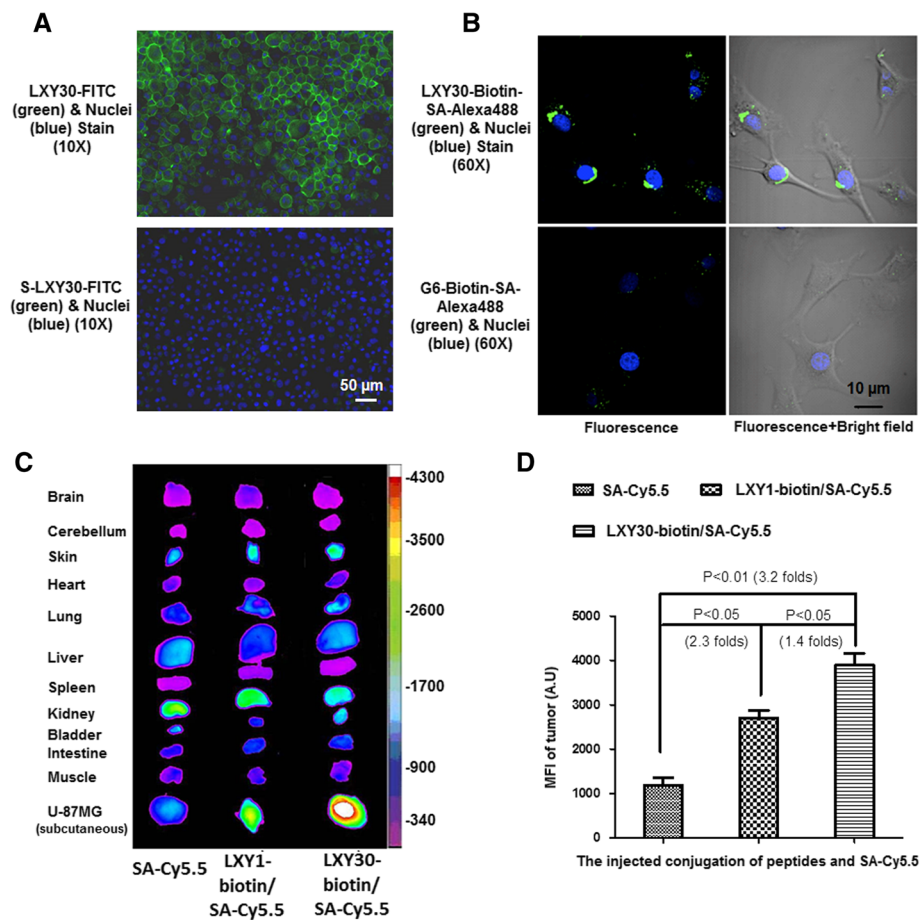 A
LXY30-FITC
(green) & Nuclei
(blue) Stain
(10X)
S-LXY30-FITC
(green) & Nuclei
(blue) (10X)
50 µm
B
LXY30-Biotin-
SA-Alexa488
(green) & Nuclei
(blue) Stain
(60X)
G6-Biotin-SA-
Alexa488
(green) & Nuclei
(blue) (60X)
10 µm
Fluorescence
Fluorescence+Bright field
C
Brain
Cerebellum
Skin
Heart
Lung
Liver
Spleen
Kidney
Bladder
Intestine
Muscle
U-87MG
(subcutaneous)
-4300
-3500
-2600
-1700
-900
-340
SA-Cy5.5
LXY1-
biotin/
SA-Cy5.5
LXY30-
biotin/
SA-Cy5.5
D
SA-Cy5.5
LXY1-biotin/SA-Cy5.5
LXY30-biotin/SA-Cy5.5
P<0.01 (3.2 folds)
P<0.05
(2.3 folds)
P<0.05
(1.4 folds)
MFI of tumor (A.U)
5000
4000
3000
2000
1000
0
The injected conjugation of peptides and SA-Cy5.5